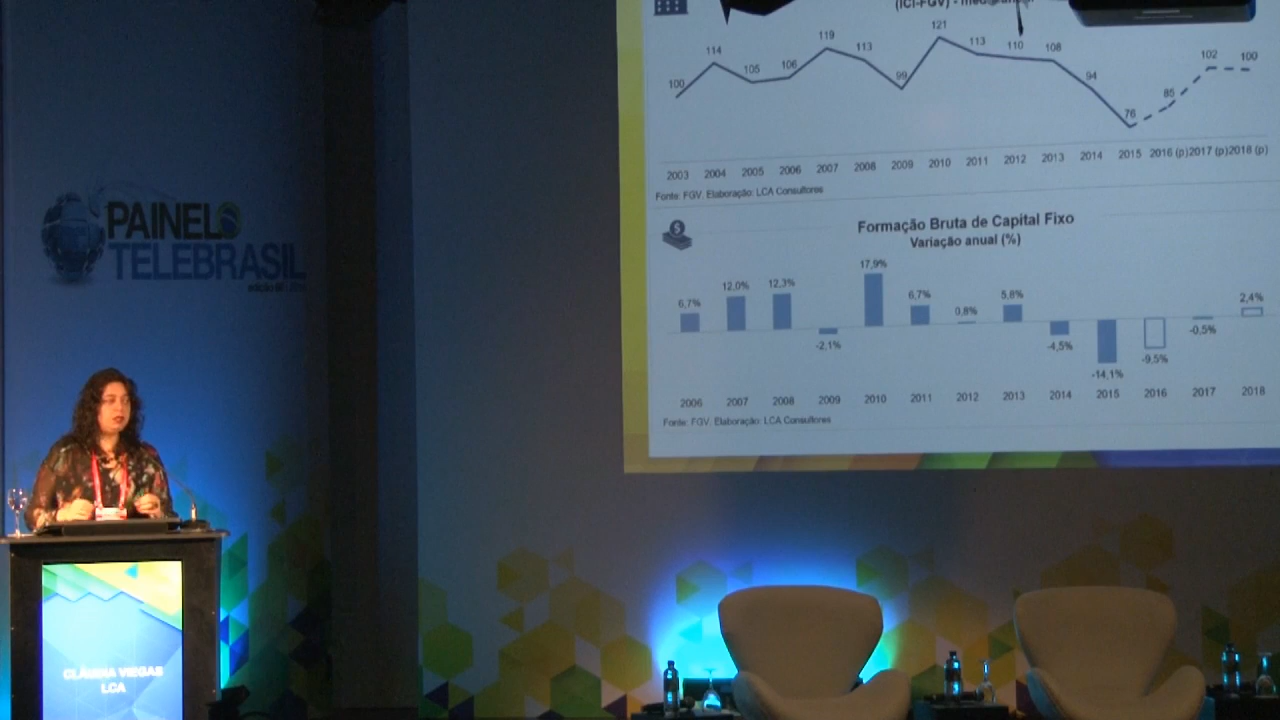 PAINEL
TELEBRASIL
CLÁUDIA VIEGAS
LCA
(ICI-FGV)
100 114 105 106 119 113 99 121 113 110 108 94 76 85 102 100
2003 2004 2005 2006 2007 2008 2009 2010 2011 2012 2013 2014 2015 2016 (p) 2017 (p) 2018 (p)
Fonte: FGV. Elaboração: LCA Consultores
Formação Bruta de Capital Fixo
Variação anual (%)
6,7% 12,0% 12,3% -2,1% 17,9% 6,7% 0,8% 5,8% -4,5% -14,1% -9,5% -0,5% 2,4%
2006 2007 2008 2009 2010 2011 2012 2013 2014 2015 2016 2017 2018
Fonte: FGV. Elaboração: LCA Consultores